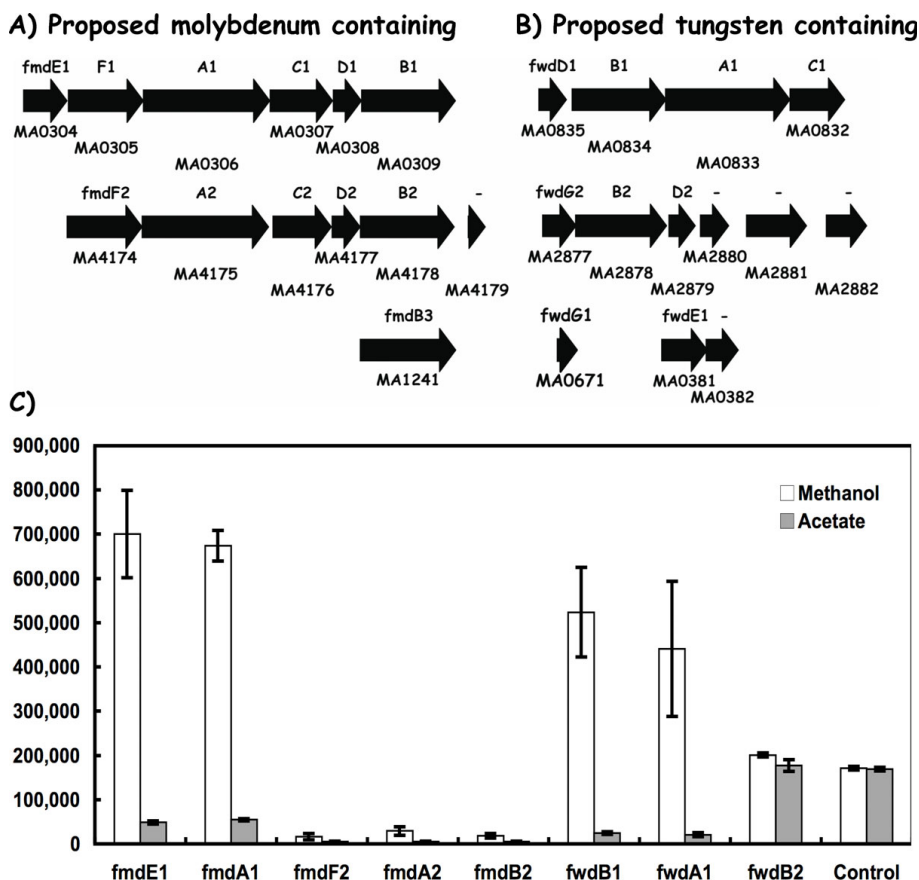 A) Proposed molybdenum containing
fmdE1 F1 A1 C1 D1 B1
MA0304 MA0305 MA0306 MA0307 MA0308 MA0309
fmdF2 A2 C2 D2 B2 -
MA4174 MA4175 MA4176 MA4177 MA4178 MA4179
fmdB3
MA1241
B) Proposed tungsten containing
fwdD1 B1 A1 C1
MA0835 MA0834 MA0833 MA0832
fwdG2 B2 D2 - - -
MA2877 MA2878 MA2879 MA2880 MA2881 MA2882
fwdG1 fwdE1 -
MA0671 MA0381 MA0382
C)
900,000
800,000
700,000
600,000
500,000
400,000
300,000
200,000
100,000
0
Methanol
Acetate
fmdE1 fmdA1 fmdF2 fmdA2 fmdB2 fwdB1 fwdA1 fwdB2 Control